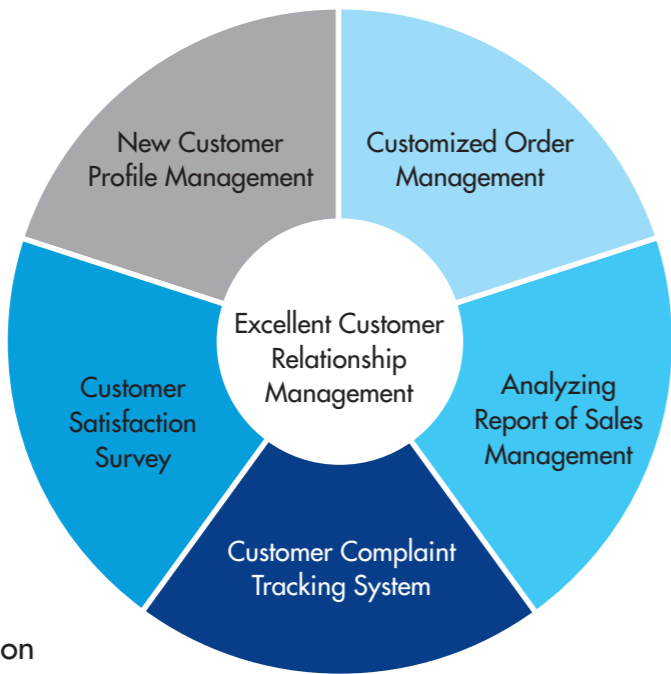 New Customer
Profile Management
Customized Order
Management
Excellent Customer
Relationship
Management
Customer
Satisfaction
Survey
Analyzing
Report of Sales
Management
Customer Complaint
Tracking System
on